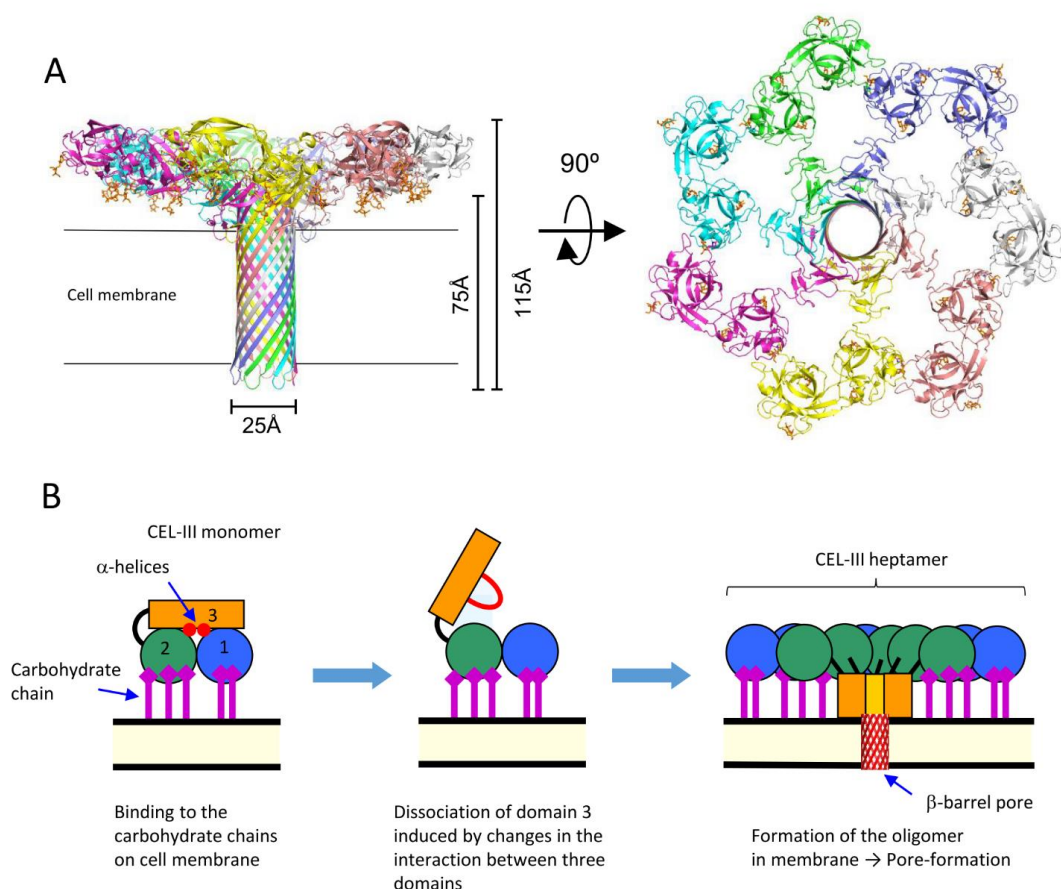 A
90º
Cell membrane
75Å
115Å
25Å
B
CEL-III monomer
α-helices
3
2
1
Carbohydrate
chain
CEL-III heptamer
β-barrel pore
Binding to the
carbohydrate chains
on cell membrane
Dissociation of domain 3
induced by changes in the
interaction between three
domains
Formation of the oligomer
in membrane → Pore-formation